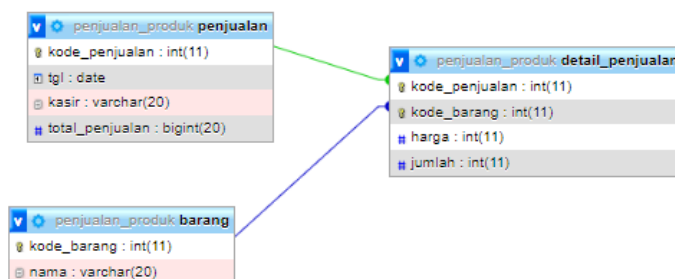 penjualan_produk penjualan
kode_penjualan : int(11)
tgl : date
kasir : varchar(20)
total_penjualan : bigint(20)
penjualan_produk detail_penjualan
kode_penjualan : int(11)
kode_barang : int(11)
harga : int(11)
jumlah : int(11)
penjualan_produk barang
kode_barang : int(11)
nama : varchar(20)